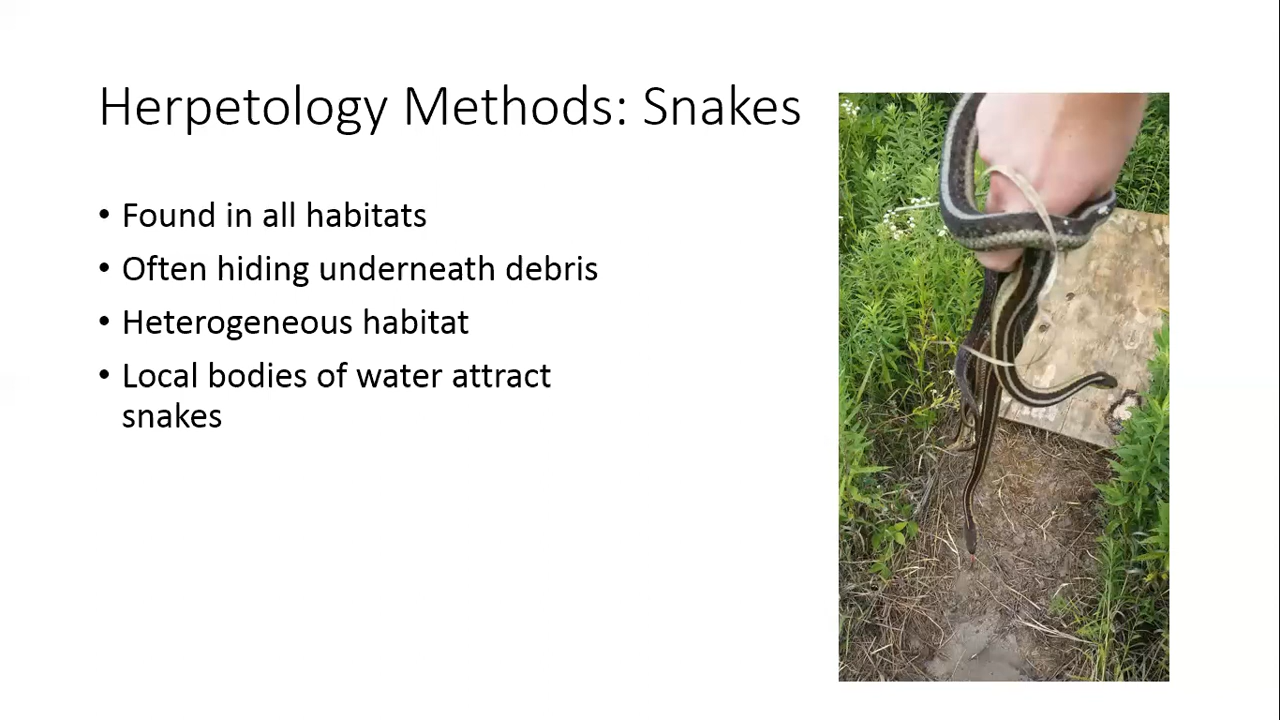 Herpetology Methods: Snakes
• Found in all habitats
• Often hiding underneath debris
• Heterogeneous habitat
• Local bodies of water attract
snakes